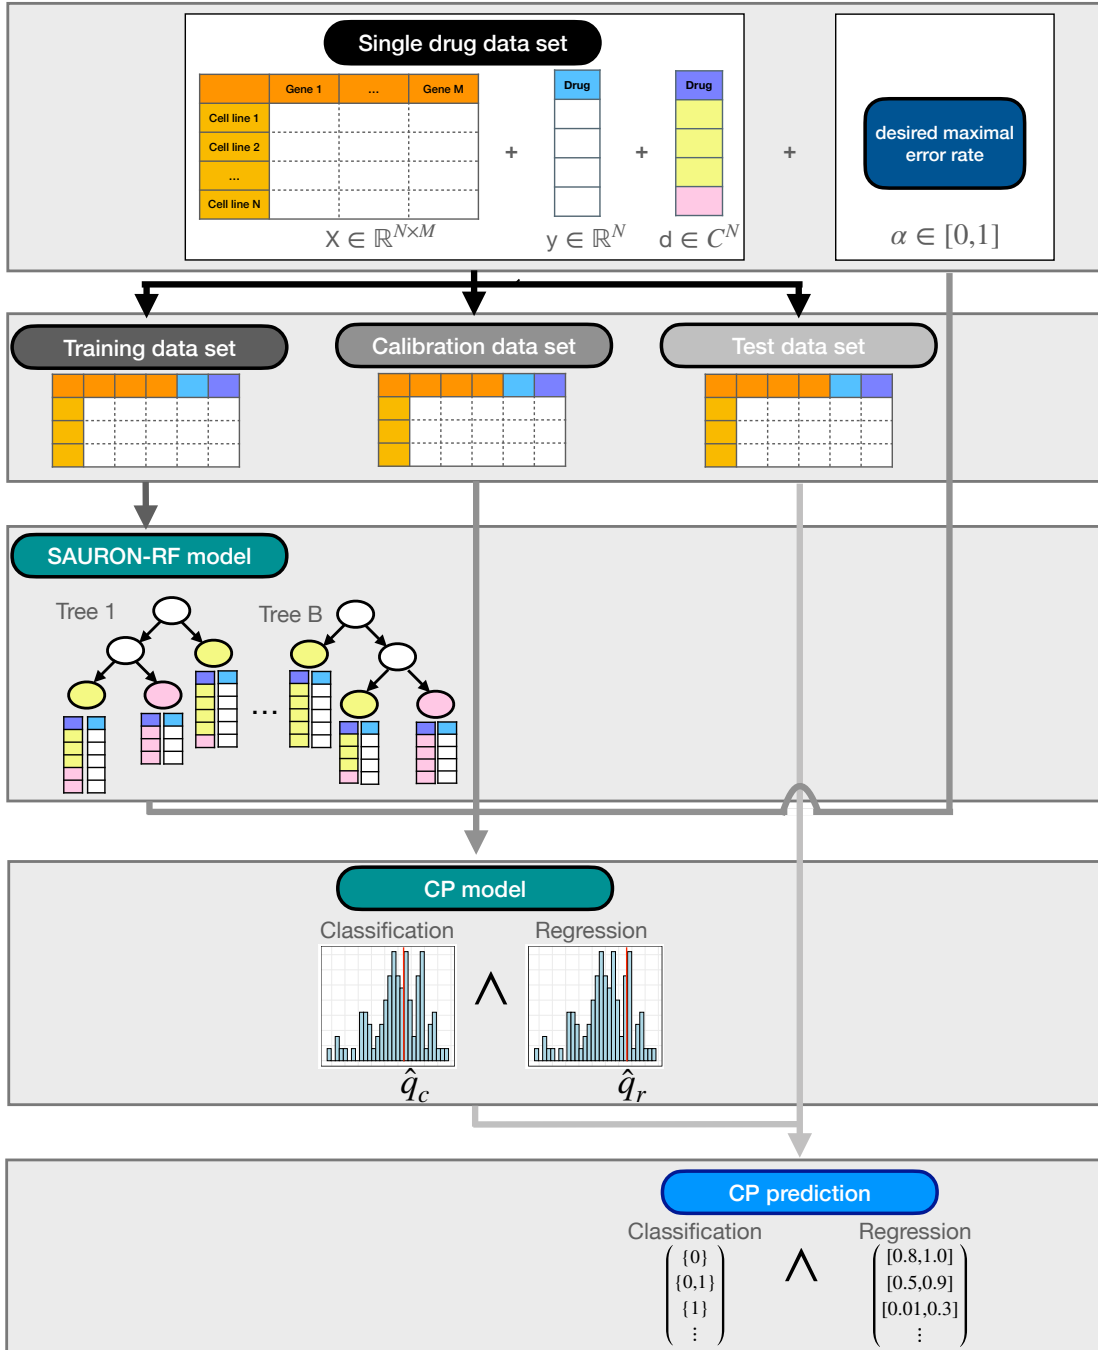 Single drug data set
Gene 1 ... Gene M
Cell line 1
Cell line 2
...
Cell line N
Drug
Drug
+ + +
desired maximal
error rate
X ∈ ℝ^{N×M}
y ∈ ℝ^N
d ∈ C^N
α ∈ [0,1]
Training data set
Calibration data set
Test data set
SAURON-RF model
Tree 1
Tree B
...
CP model
Classification
Regression
∧
q̂_c
q̂_r
CP prediction
Classification
Regression
{0}
{0,1}
{1}
⋮
∧
[0.8,1.0]
[0.5,0.9]
[0.01,0.3]
⋮